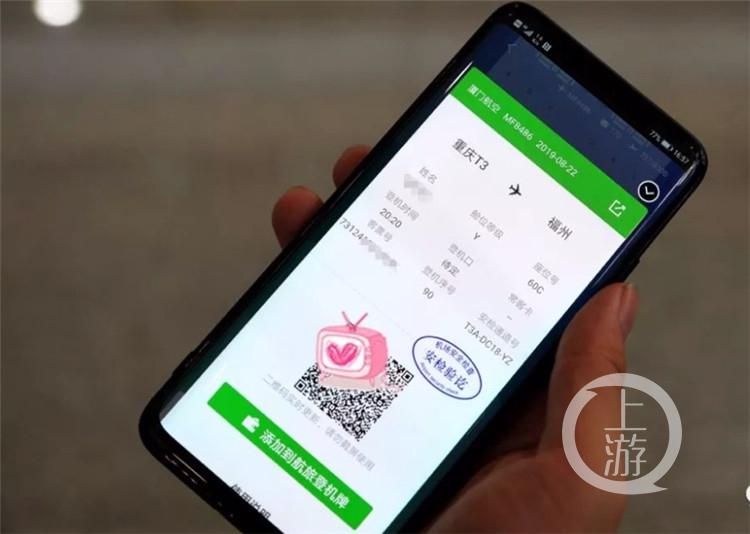 77% 16:57
厦门航空 MF8486 2019-08-22
重庆T3
福州
姓名
登机时间 舱位等级 座位号
20:20 Y 60C
客票号 登机口 常客卡
73124 待定 --
登机序号 安检通道号
90 T3A-DC18-YZ
机场安全检查
安检验讫
二维码实时更新，请勿截屏使用
添加到航旅登机牌
使用说明
上游